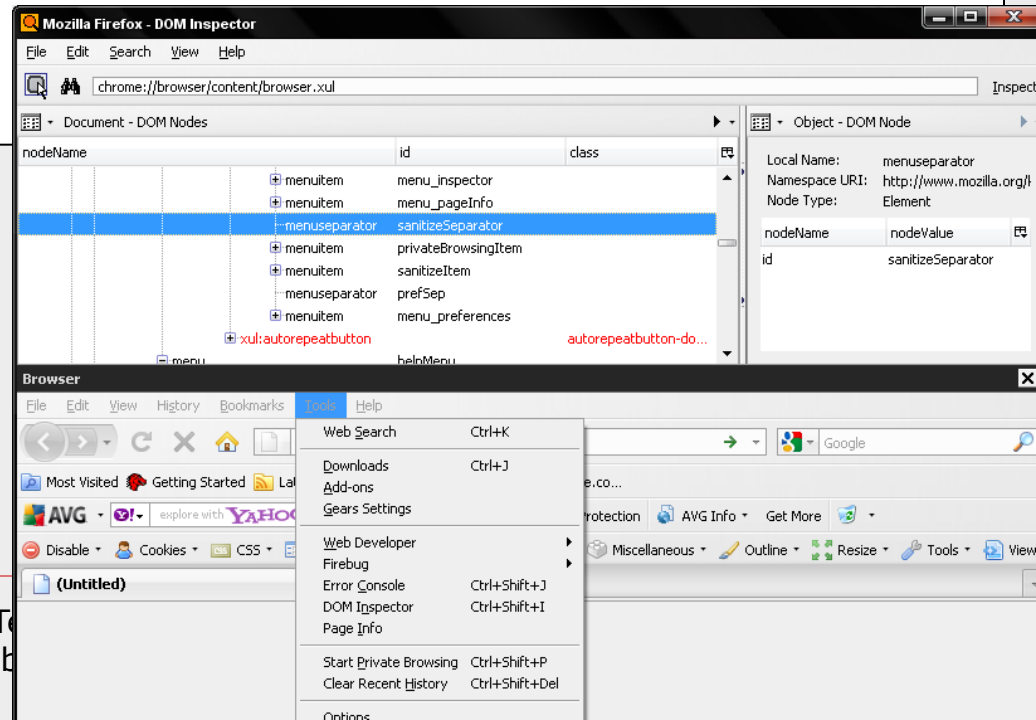 Mozilla Firefox - DOM Inspector
File Edit Search View Help
chrome://browser/content/browser.xul Inspect
Document - DOM Nodes
Object - DOM Node
nodeName id class
menuitem menu_inspector
menuitem menu_pageInfo
menuseparator sanitizeSeparator
menuitem privateBrowsingItem
menuitem sanitizeItem
menuseparator prefSep
menuitem menu_preferences
xul:autorepeatbutton autorepeatbutton-do...
menu helpMenu
Local Name: menuseparator
Namespace URI: http://www.mozilla.org/
Node Type: Element
nodeName nodeValue
id sanitizeSeparator
Browser
File Edit View History Bookmarks Tools Help
Google
Most Visited Getting Started La
e.co...
AVG explore with YAHOO
rotection AVG Info Get More
Disable Cookies CSS
Miscellaneous Outline Resize Tools View
(Untitled)
Web Search Ctrl+K
Downloads Ctrl+J
Add-ons
Gears Settings
Web Developer
Firebug
Error Console Ctrl+Shift+J
DOM Inspector Ctrl+Shift+I
Page Info
Start Private Browsing Ctrl+Shift+P
Clear Recent History Ctrl+Shift+Del
Options